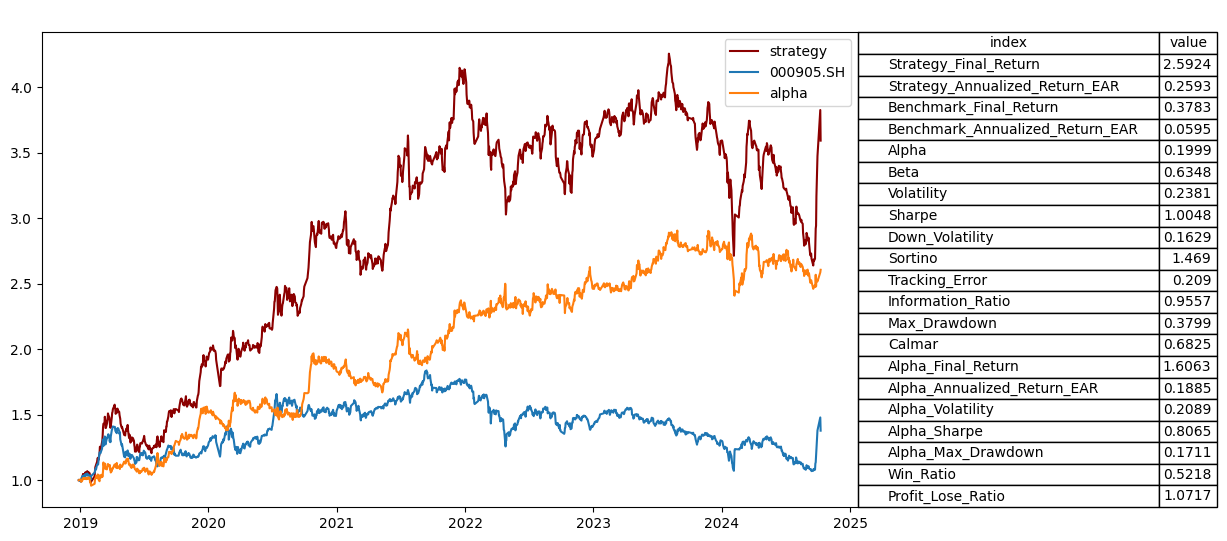 4.0
3.5
3.0
2.5
2.0
1.5
1.0
2019 2020 2021 2022 2023 2024 2025
strategy
000905.SH
alpha
index value
Strategy_Final_Return 2.5924
Strategy_Annualized_Return_EAR 0.2593
Benchmark_Final_Return 0.3783
Benchmark_Annualized_Return_EAR 0.0595
Alpha 0.1999
Beta 0.6348
Volatility 0.2381
Sharpe 1.0048
Down_Volatility 0.1629
Sortino 1.469
Tracking_Error 0.209
Information_Ratio 0.9557
Max_Drawdown 0.3799
Calmar 0.6825
Alpha_Final_Return 1.6063
Alpha_Annualized_Return_EAR 0.1885
Alpha_Volatility 0.2089
Alpha_Sharpe 0.8065
Alpha_Max_Drawdown 0.1711
Win_Ratio 0.5218
Profit_Lose_Ratio 1.0717